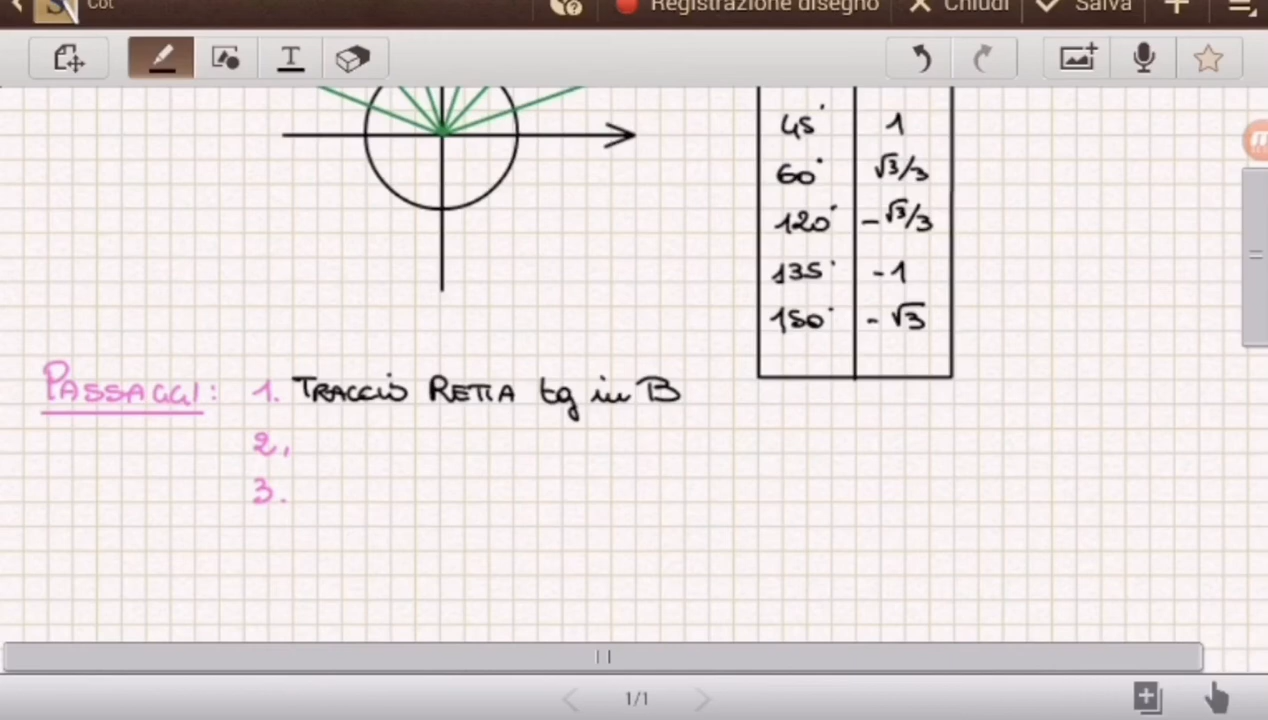 Cot
Registrazione disegno
Chiudi
Salva
45° 1
60° √3/3
120° -√3/3
135° -1
150° -√3
PASSAGGI: 1. TRACCIO RETTA tg in B
2.
3.
1/1